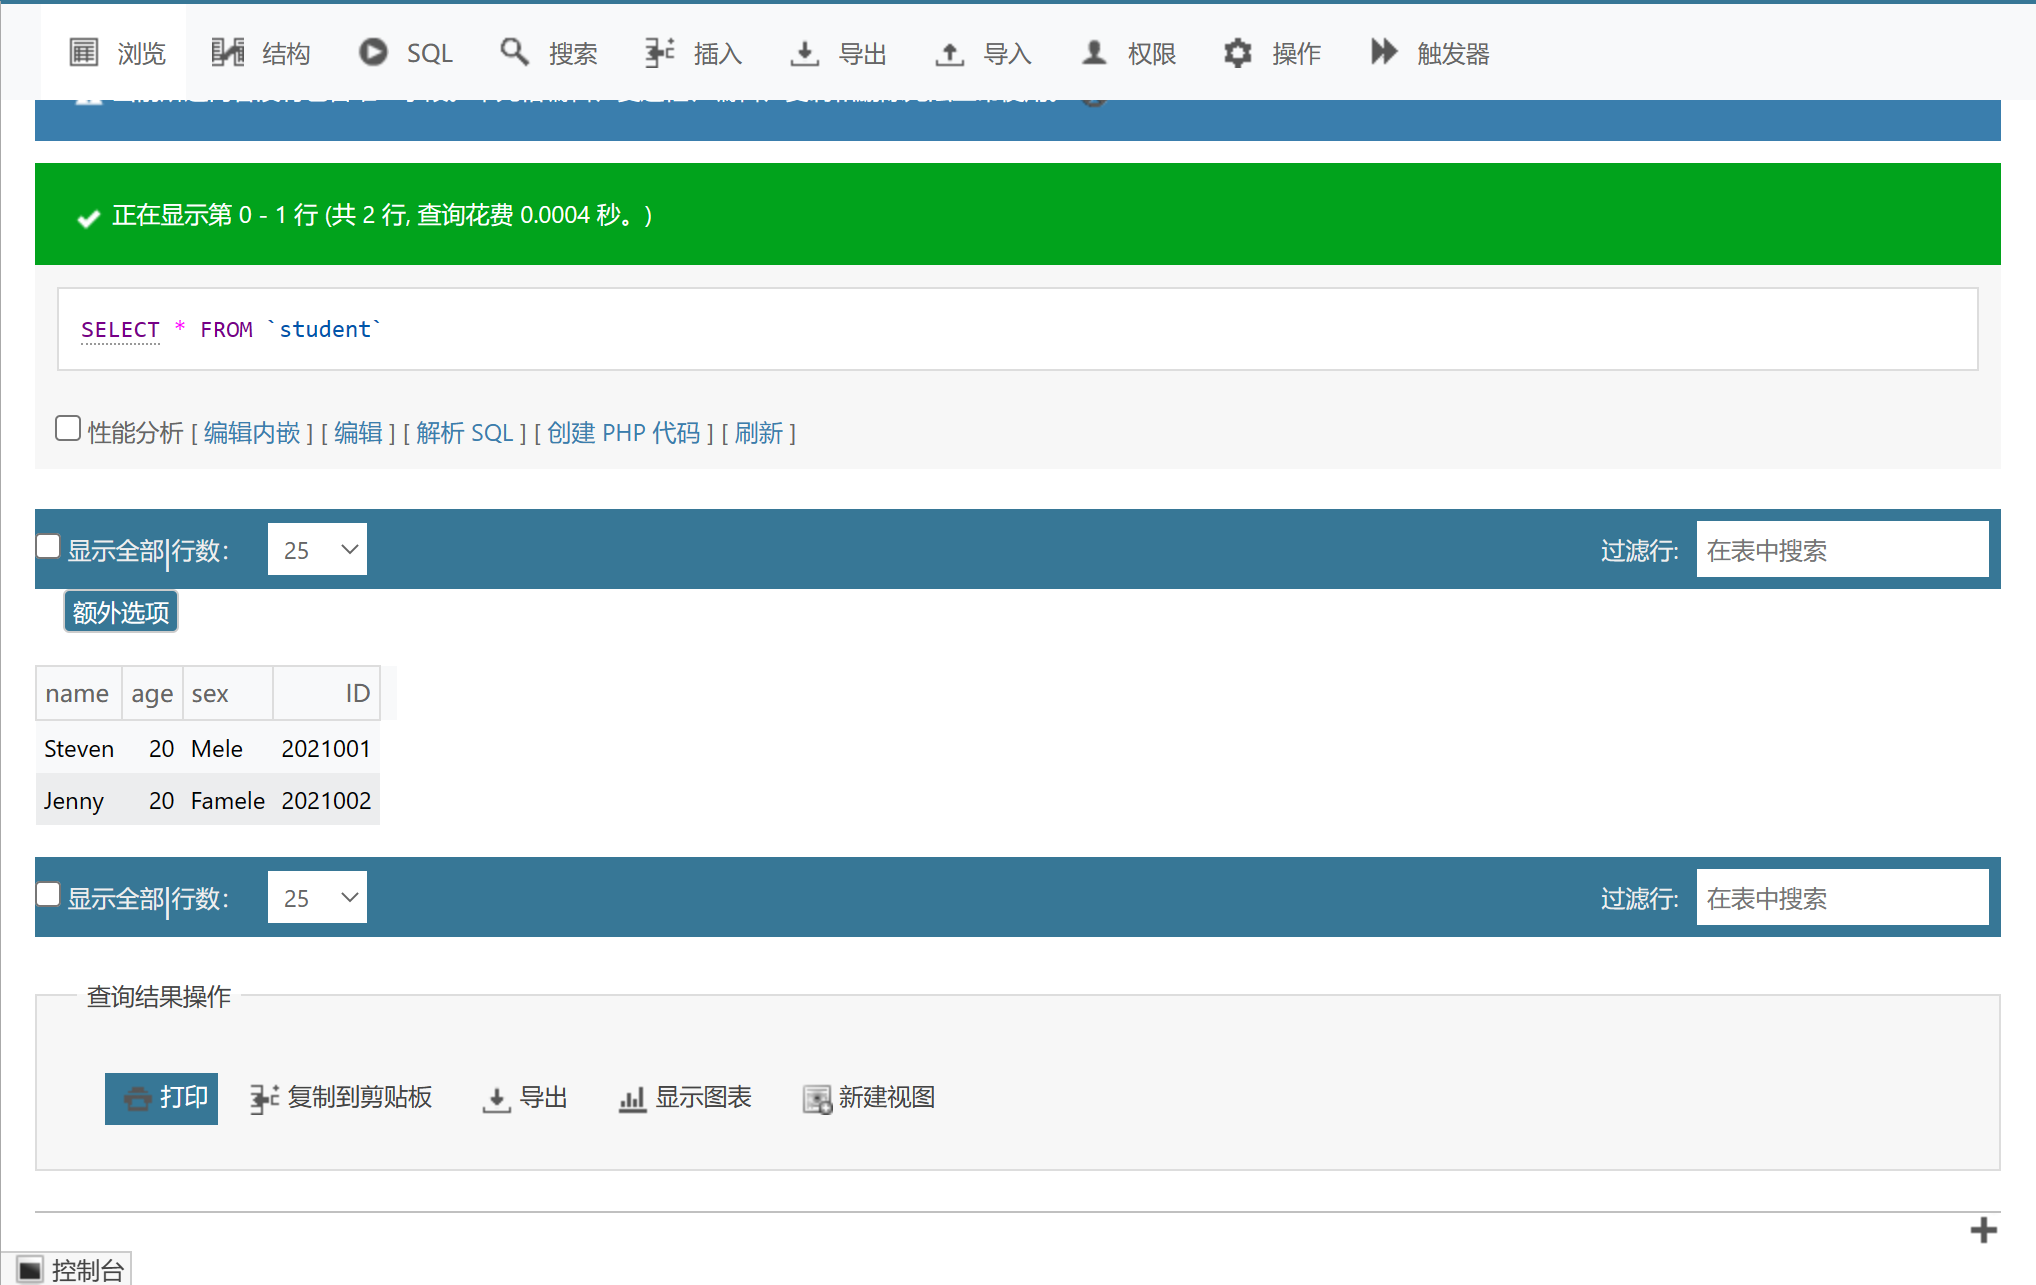 浏览 结构 SQL 搜索 插入 导出 导入 权限 操作 触发器
正在显示第 0 - 1 行 (共 2 行, 查询花费 0.0004 秒。)
SELECT * FROM `student`
性能分析 [ 编辑内嵌 ] [ 编辑 ] [ 解析 SQL ] [ 创建 PHP 代码 ] [ 刷新 ]
显示全部|行数： 25 过滤行: 在表中搜索
额外选项
name age sex ID
Steven 20 Mele 2021001
Jenny 20 Famele 2021002
显示全部|行数： 25 过滤行: 在表中搜索
查询结果操作
打印 复制到剪贴板 导出 显示图表 新建视图
控制台